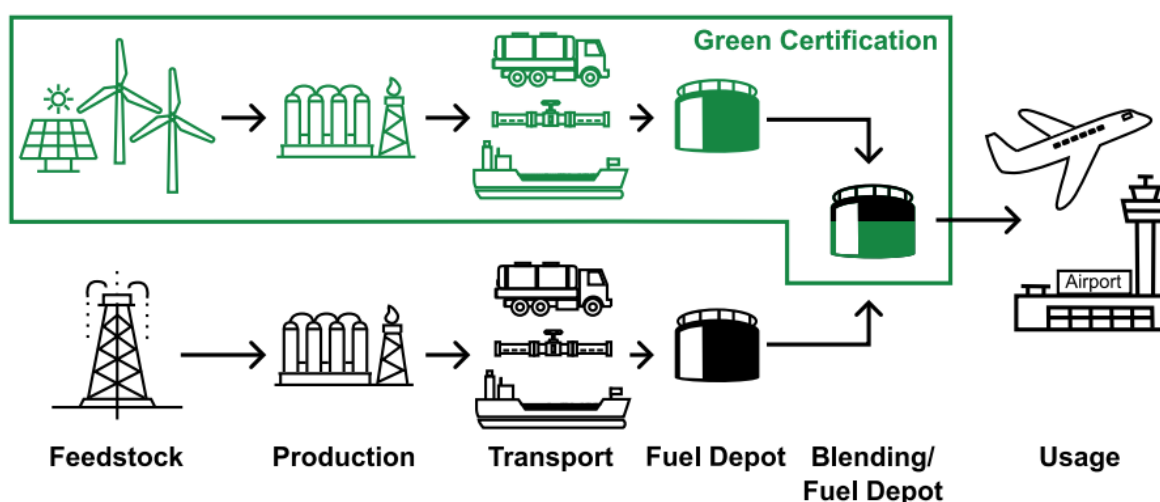 Green Certification
Airport
Feedstock
Production
Transport
Fuel Depot
Blending/
Fuel Depot
Usage